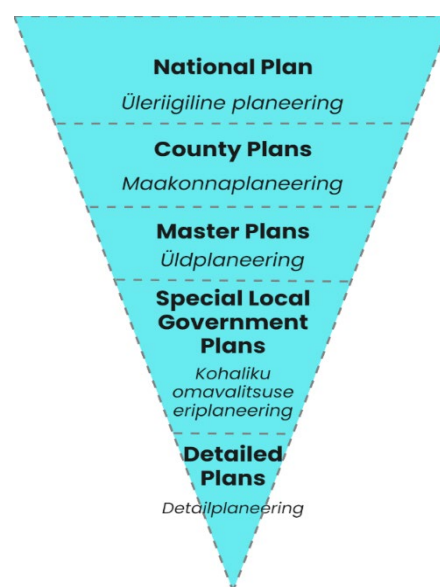 National Plan
Üleriigiline planeering
County Plans
Maakonnaplaneering
Master Plans
Üldplaneering
Special Local
Government
Plans
Kohaliku
omavalitsuse
eriplaneering
Detailed
Plans
Detailplaneering